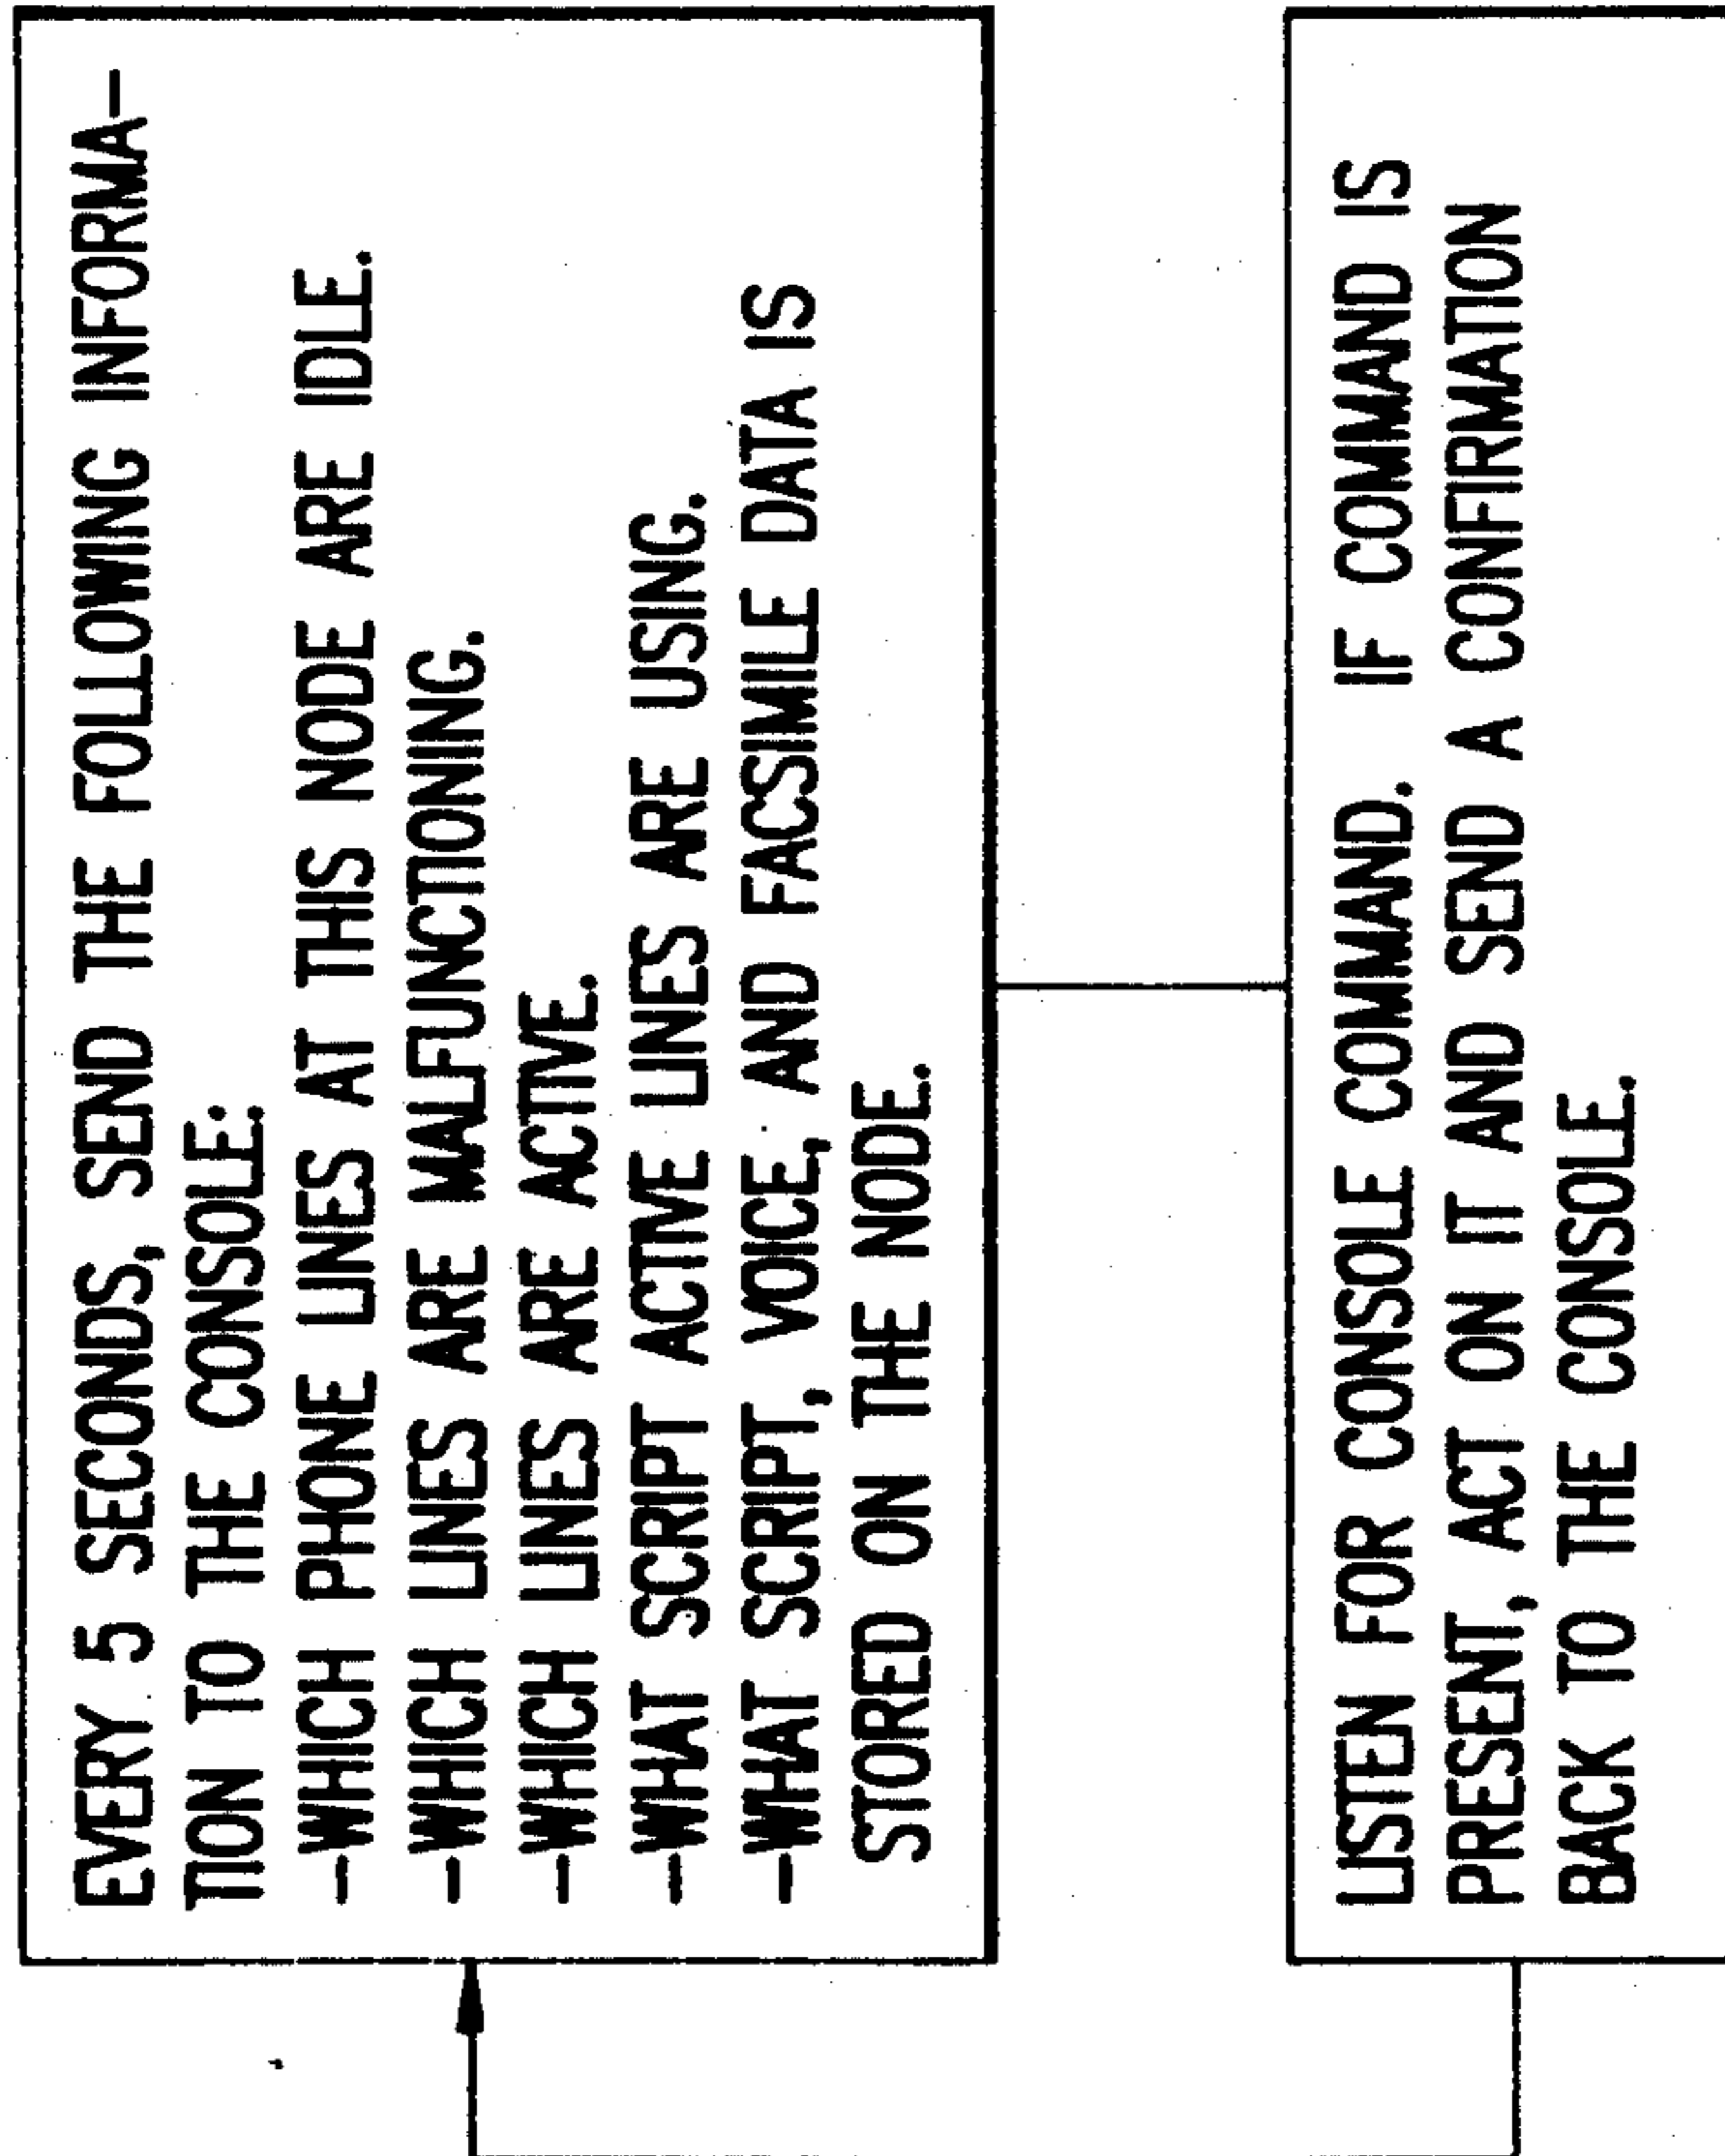 EVERY 5 SECONDS, SEND THE FOLLOWING INFORMA-
TION TO THE CONSOLE:
-WHICH PHONE LINES AT THIS NODE ARE IDLE.
-WHICH LINES ARE MALFUNCTIONING.
-WHICH LINES ARE ACTIVE.
-WHAT SCRIPT ACTIVE LINES ARE USING.
-WHAT SCRIPT, VOICE, AND FACSIMILE DATA IS
STORED ON THE NODE.
LISTEN FOR CONSOLE COMMAND. IF COMMAND IS
PRESENT, ACT ON IT AND SEND A CONFIRMATION
BACK TO THE CONSOLE.